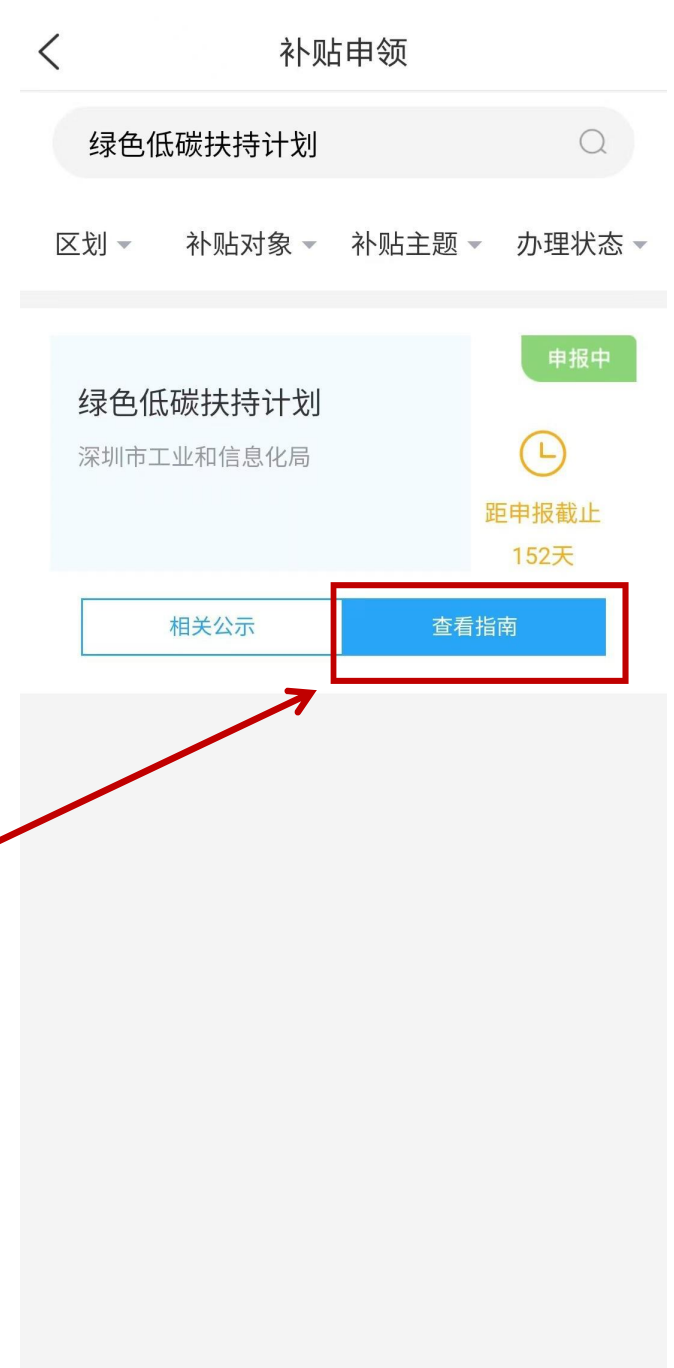 补贴申领
绿色低碳扶持计划
区划 补贴对象 补贴主题 办理状态
申报中
绿色低碳扶持计划
深圳市工业和信息化局
距申报截止
152天
相关公示 查看指南